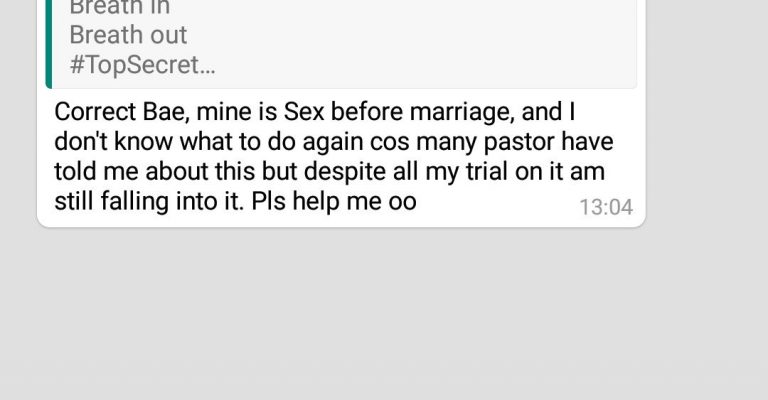 Breath in
Breath out
#TopSecret...
Correct Bae, mine is Sex before marriage, and I
don't know what to do again cos many pastor have
told me about this but despite all my trial on it am
still falling into it. Pls help me oo
13:04